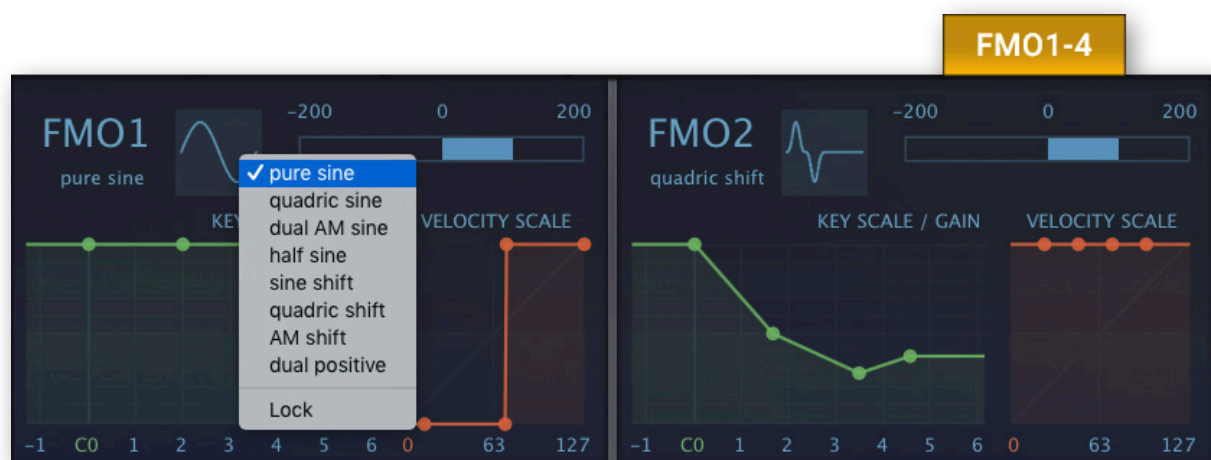 FMO1-4
FMO1
pure sine
-200 0 200
✓ pure sine
quadric sine
dual AM sine
half sine
sine shift
quadric shift
AM shift
dual positive
Lock
KEY
VELOCITY SCALE
-1 C0 1 2 3 4 5 6
0 63 127
FMO2
quadric shift
-200 0 200
KEY SCALE / GAIN
VELOCITY SCALE
-1 C0 1 2 3 4 5 6
0 63 127